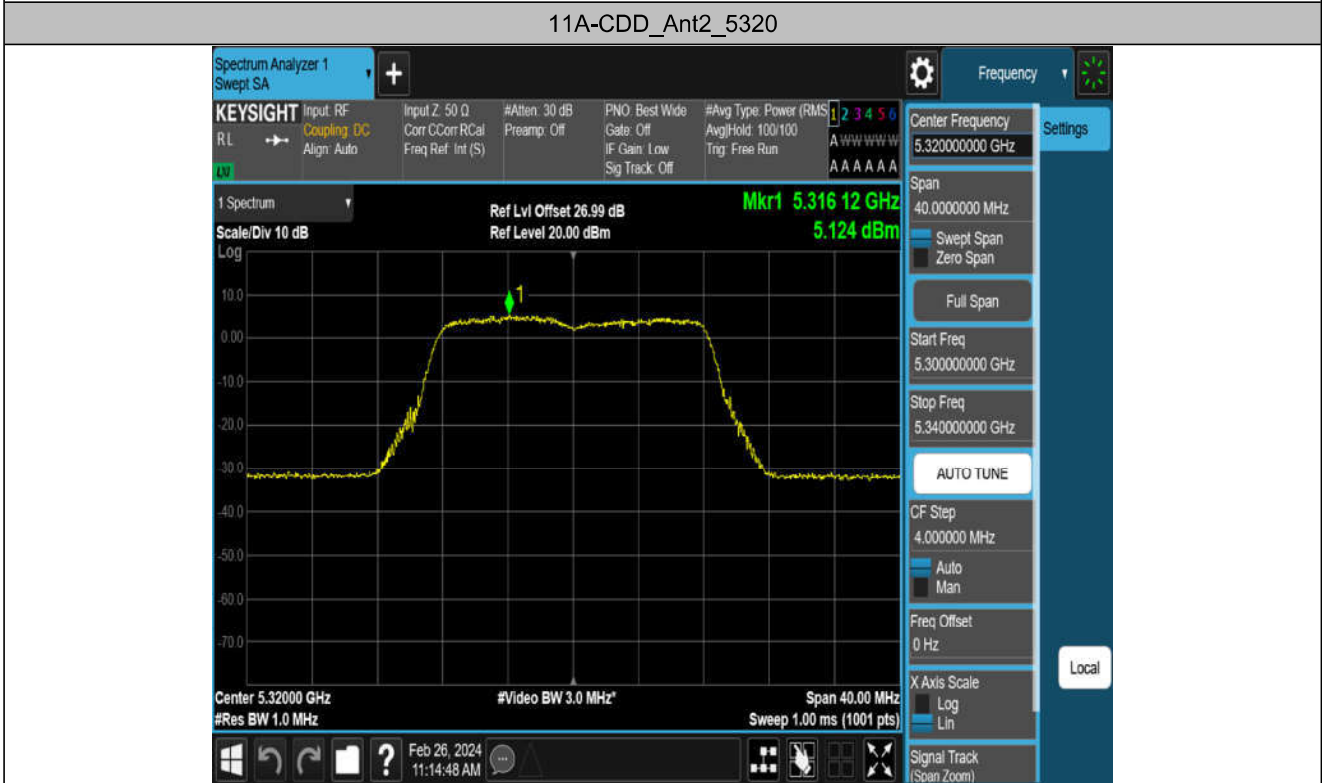 11A-CDD_Ant2_5320
Spectrum Analyzer 1
Swept SA
Frequency
KEYSIGHT
Input: RF
Coupling: DC
Align: Auto
Input Z: 50 Ω
Corr CCorr RCal
Freq Ref: Int (S)
#Atten: 30 dB
Preamp: Off
PNO: Best Wide
Gate: Off
IF Gain: Low
Sig Track: Off
#Avg Type: Power (RMS
Avg|Hold: 100/100
Trig: Free Run
1 2 3 4 5 6
A W W W W W
A A A A A A
RL
LXI
Center Frequency
5.320000000 GHz
Settings
Span
40.0000000 MHz
Swept Span
Zero Span
Full Span
Start Freq
5.300000000 GHz
Stop Freq
5.340000000 GHz
AUTO TUNE
CF Step
4.000000 MHz
Auto
Man
Freq Offset
0 Hz
X Axis Scale
Log
Lin
Local
Signal Track
(Span Zoom)
1 Spectrum
Scale/Div 10 dB
Log
Ref Lvl Offset 26.99 dB
Ref Level 20.00 dBm
Mkr1 5.316 12 GHz
5.124 dBm
1
10.0
0.00
-10.0
-20.0
-30.0
-40.0
-50.0
-60.0
-70.0
Center 5.32000 GHz
#Res BW 1.0 MHz
#Video BW 3.0 MHz*
Span 40.00 MHz
Sweep 1.00 ms (1001 pts)
Feb 26, 2024
11:14:48 AM